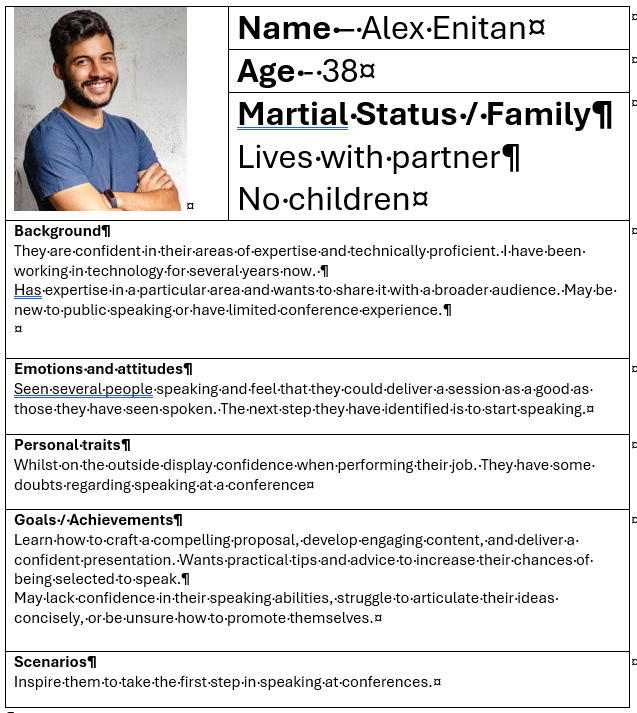 Name – Alex Enitan
Age - 38
Martial Status / Family
Lives with partner
No children
Background
They are confident in their areas of expertise and technically proficient. I have been
working in technology for several years now.
Has expertise in a particular area and wants to share it with a broader audience. May be
new to public speaking or have limited conference experience.
Emotions and attitudes
Seen several people speaking and feel that they could deliver a session as a good as
those they have seen spoken. The next step they have identified is to start speaking.
Personal traits
Whilst on the outside display confidence when performing their job. They have some
doubts regarding speaking at a conference
Goals / Achievements
Learn how to craft a compelling proposal, develop engaging content, and deliver a
confident presentation. Wants practical tips and advice to increase their chances of
being selected to speak.
May lack confidence in their speaking abilities, struggle to articulate their ideas
concisely, or be unsure how to promote themselves.
Scenarios
Inspire them to take the first step in speaking at conferences.